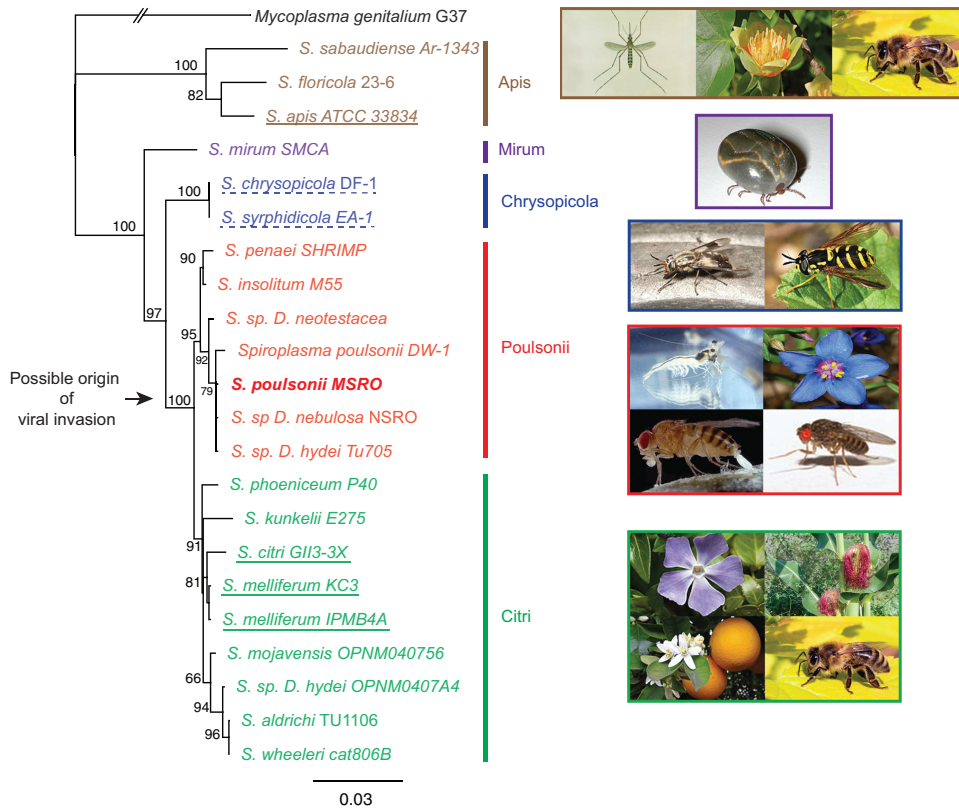 Mycoplasma genitalium G37
S. sabaudiense Ar-1343
100
S. floricola 23-6
Apis
82
S. apis ATCC 33834
S. mirum SMCA
Mirum
S. chrysopicola DF-1
100
Chrysopicola
S. syrphidicola EA-1
100
S. penaei SHRIMP
90
S. insolitum M55
97
S. sp. D. neotestacea
95
Poulsonii
Spiroplasma poulsonii DW-1
92
Possible origin
of
viral invasion
S. poulsonii MSRO
79
100
S. sp D. nebulosa NSRO
S. sp. D. hydei Tu705
S. phoeniceum P40
S. kunkelii E275
91
S. citri GII3-3X
S. melliferum KC3
81
S. melliferum IPMB4A
Citri
S. mojavensis OPNM040756
66
S. sp. D. hydei OPNM0407A4
94
S. aldrichi TU1106
96
S. wheeleri cat806B
0.03